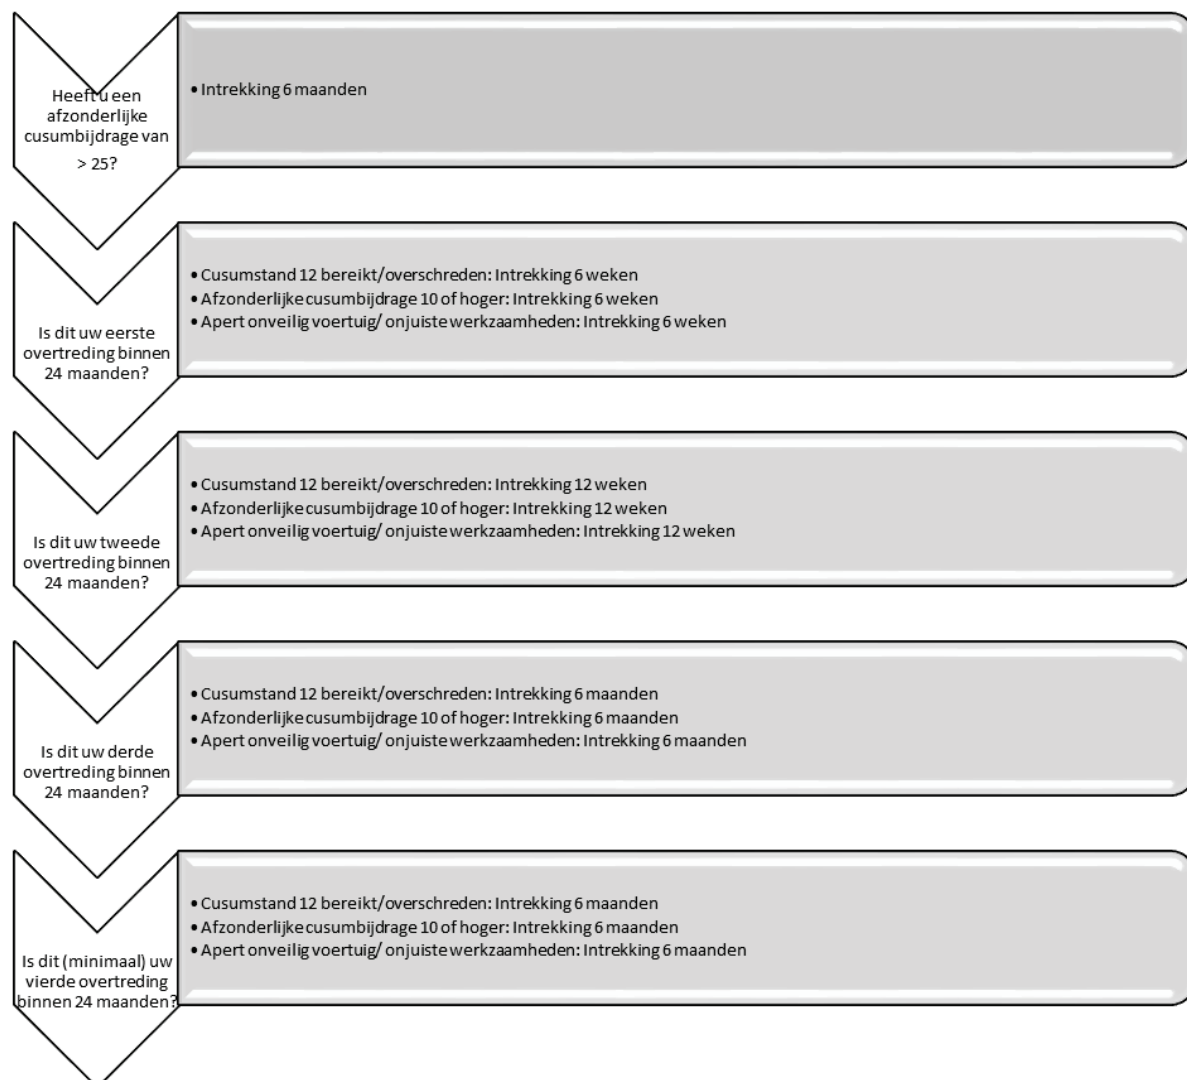 Heeft u een
afzonderlijke
cusumbijdrage van
> 25?
• Intrekking 6 maanden
Is dit uw eerste
overtreding binnen
24 maanden?
• Cusumstand 12 bereikt/overschreden: Intrekking 6 weken
• Afzonderlijke cusumbijdrage 10 of hoger: Intrekking 6 weken
• Apert onveilig voertuig/ onjuiste werkzaamheden: Intrekking 6 weken
Is dit uw tweede
overtreding binnen
24 maanden?
• Cusumstand 12 bereikt/overschreden: Intrekking 12 weken
• Afzonderlijke cusumbijdrage 10 of hoger: Intrekking 12 weken
• Apert onveilig voertuig/ onjuiste werkzaamheden: Intrekking 12 weken
Is dit uw derde
overtreding binnen
24 maanden?
• Cusumstand 12 bereikt/overschreden: Intrekking 6 maanden
• Afzonderlijke cusumbijdrage 10 of hoger: Intrekking 6 maanden
• Apert onveilig voertuig/ onjuiste werkzaamheden: Intrekking 6 maanden
Is dit (minimaal) uw
vierde overtreding
binnen 24 maanden?
• Cusumstand 12 bereikt/overschreden: Intrekking 6 maanden
• Afzonderlijke cusumbijdrage 10 of hoger: Intrekking 6 maanden
• Apert onveilig voertuig/ onjuiste werkzaamheden: Intrekking 6 maanden